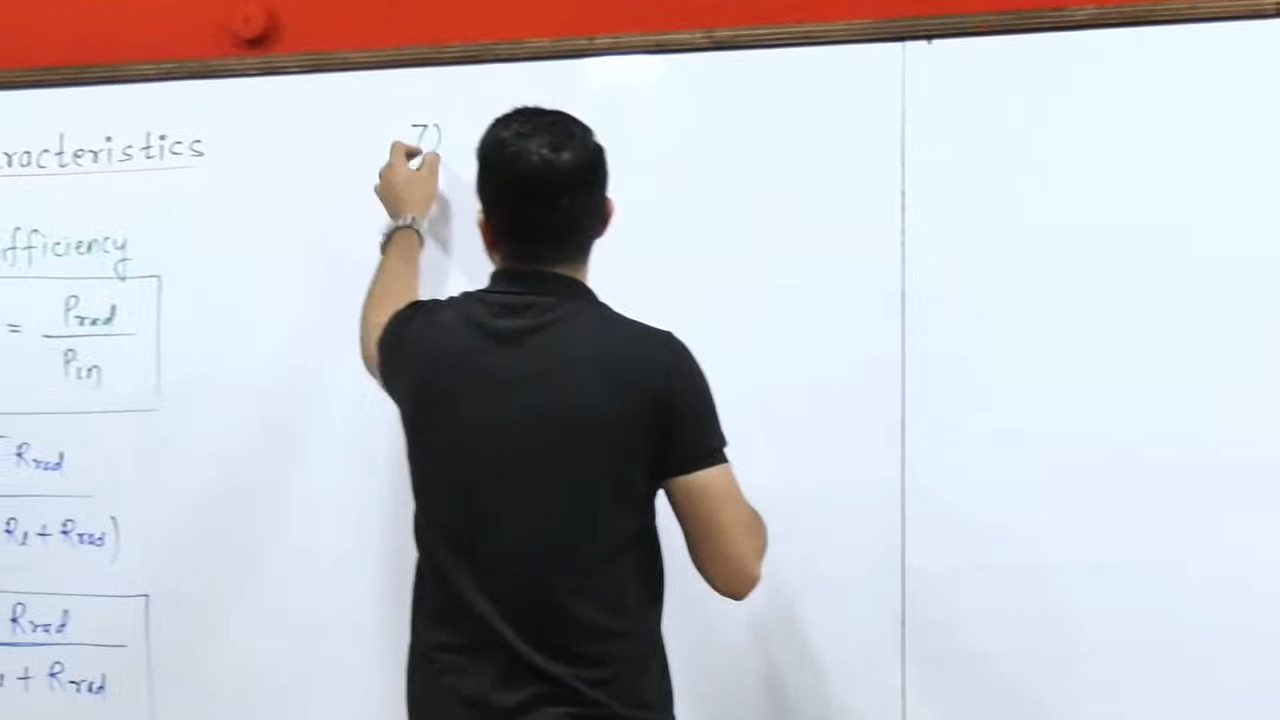 racteristics
fficiency
= Prad
Pin
Rrad
Rl + Rrad)
Rrad
+ Rrad
7)